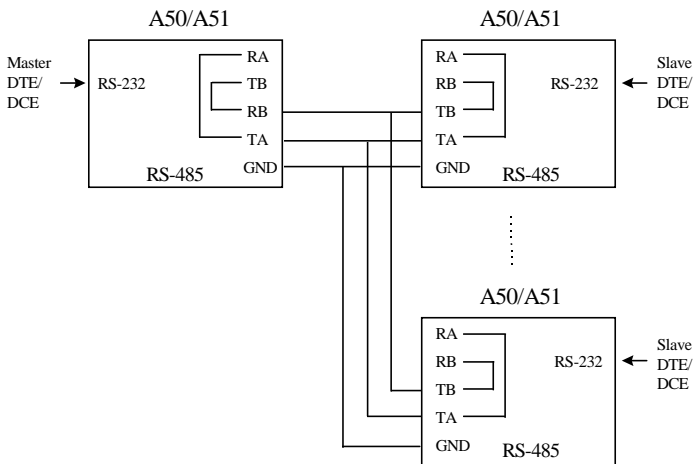 A50/A51
Master
DTE/
DCE
RS-232
RA
TB
RB
TA
GND
RS-485
A50/A51
RA
RB
TB
TA
GND
RS-232
RS-485
Slave
DTE/
DCE
A50/A51
RA
RB
TB
TA
GND
RS-232
RS-485
Slave
DTE/
DCE